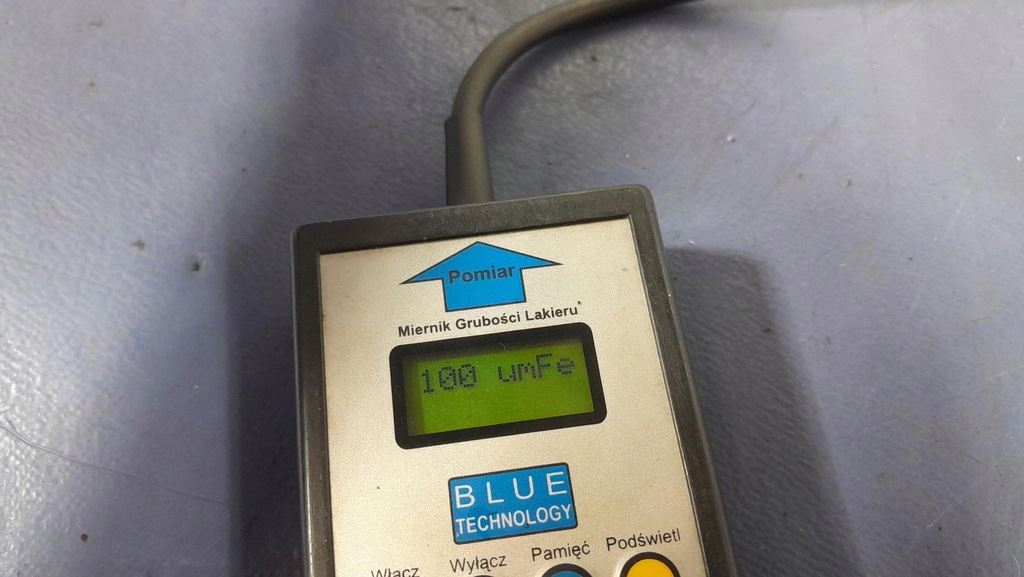 Pomiar
Miernik Grubości Lakieru*
100 umFe
BLUE
TECHNOLOGY
Włącz Wyłącz Pamięć Podświetl